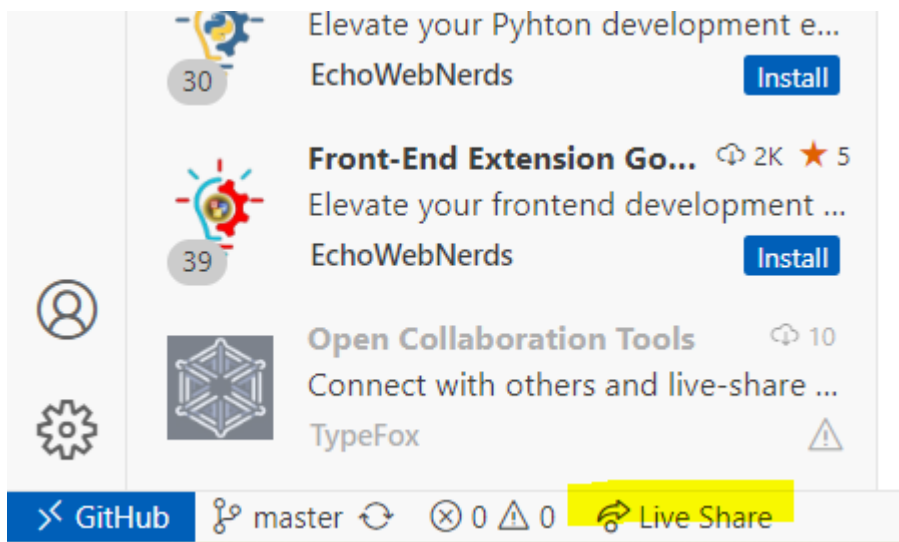 Elevate your Pyhton development e...
30
EchoWebNerds
Install
Front-End Extension Go... 2K ★ 5
Elevate your frontend development ...
39
EchoWebNerds
Install
Open Collaboration Tools 10
Connect with others and live-share ...
TypeFox
GitHub master 0 0 Live Share